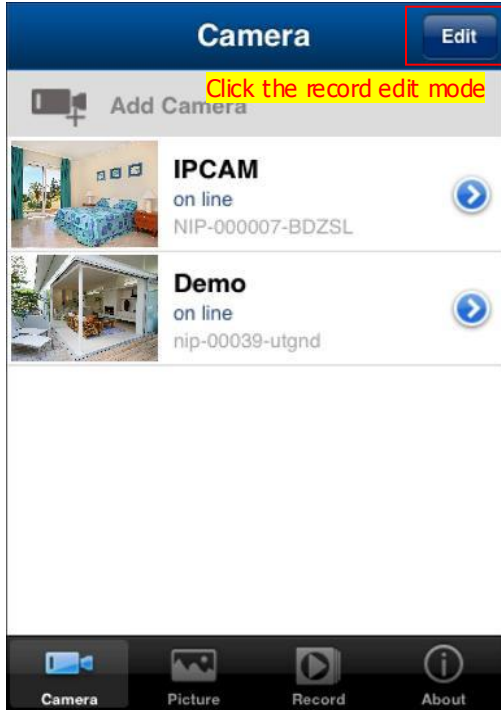 Camera
Edit
Click the record edit mode
Add Camera
IPCAM
on line
NIP-000007-BDZSL
Demo
on line
nip-00039-utgnd
Camera
Picture
Record
About